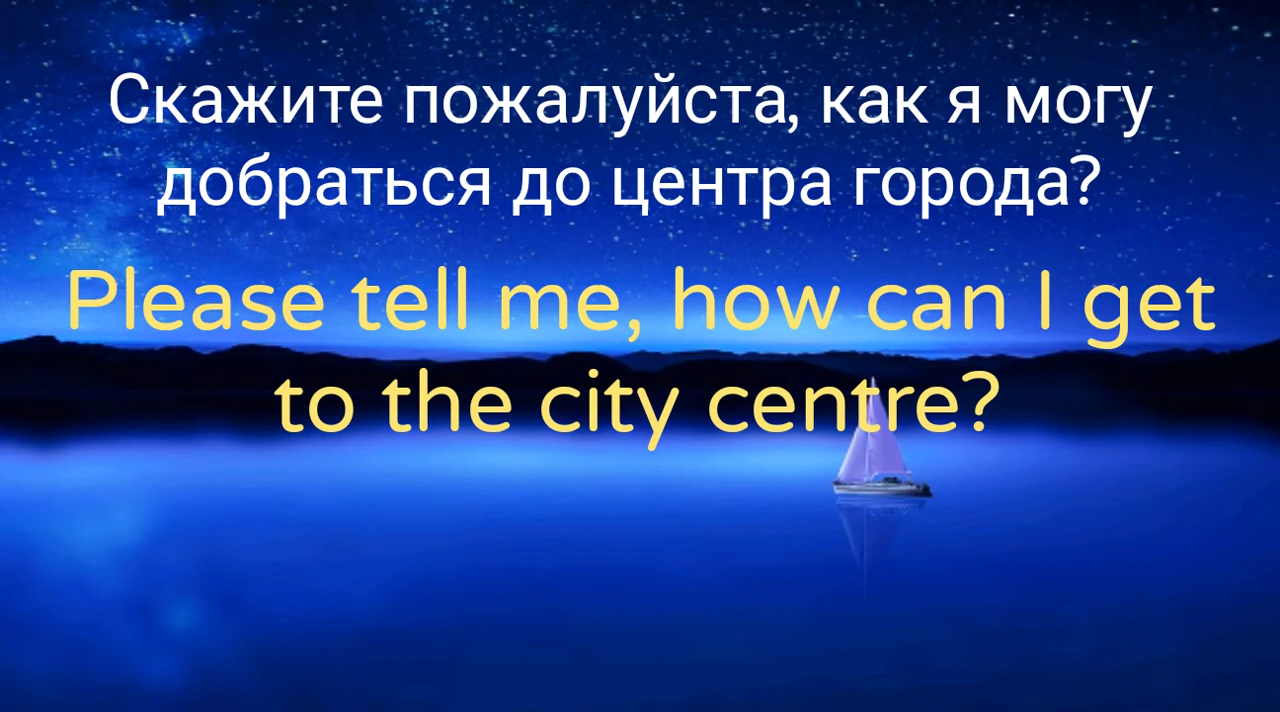 Скажите пожалуйста, как я могу
добраться до центра города?
Please tell me, how can I get
to the city centre?